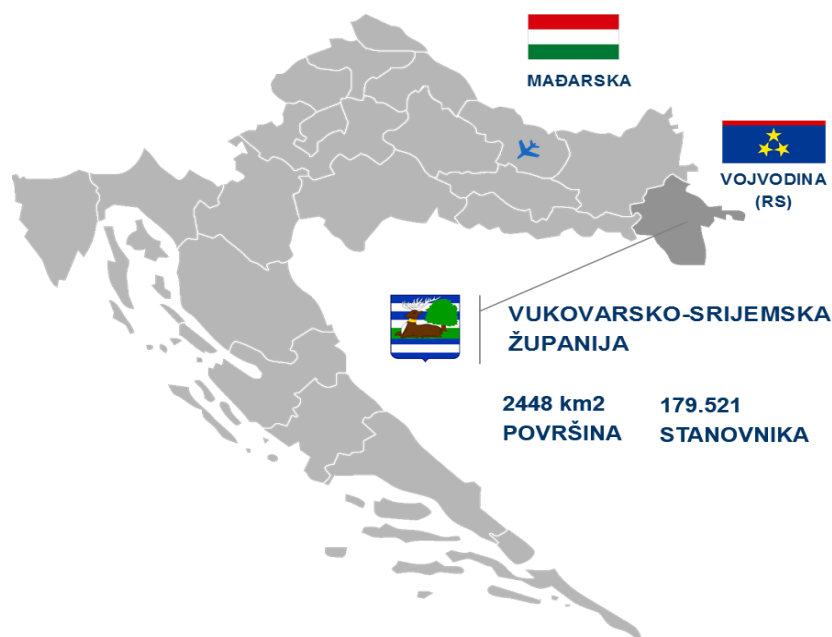 MAĐARSKA
VOJVODINA
(RS)
VUKOVARSKO-SRIJEMSKA
ŽUPANIJA
2448 km2
POVRŠINA
179.521
STANOVNIKA